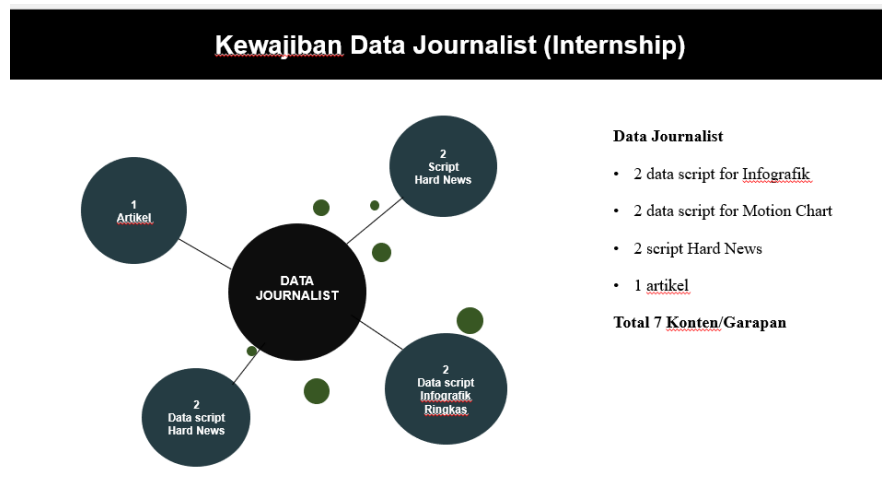 Kewajiban Data Journalist (Internship)
1
Artikel
2
Script
Hard News
DATA
JOURNALIST
2
Data script
Hard News
2
Data script
Infografik
Ringkas
Data Journalist
• 2 data script for Infografik
• 2 data script for Motion Chart
• 2 script Hard News
• 1 artikel
Total 7 Konten/Garapan